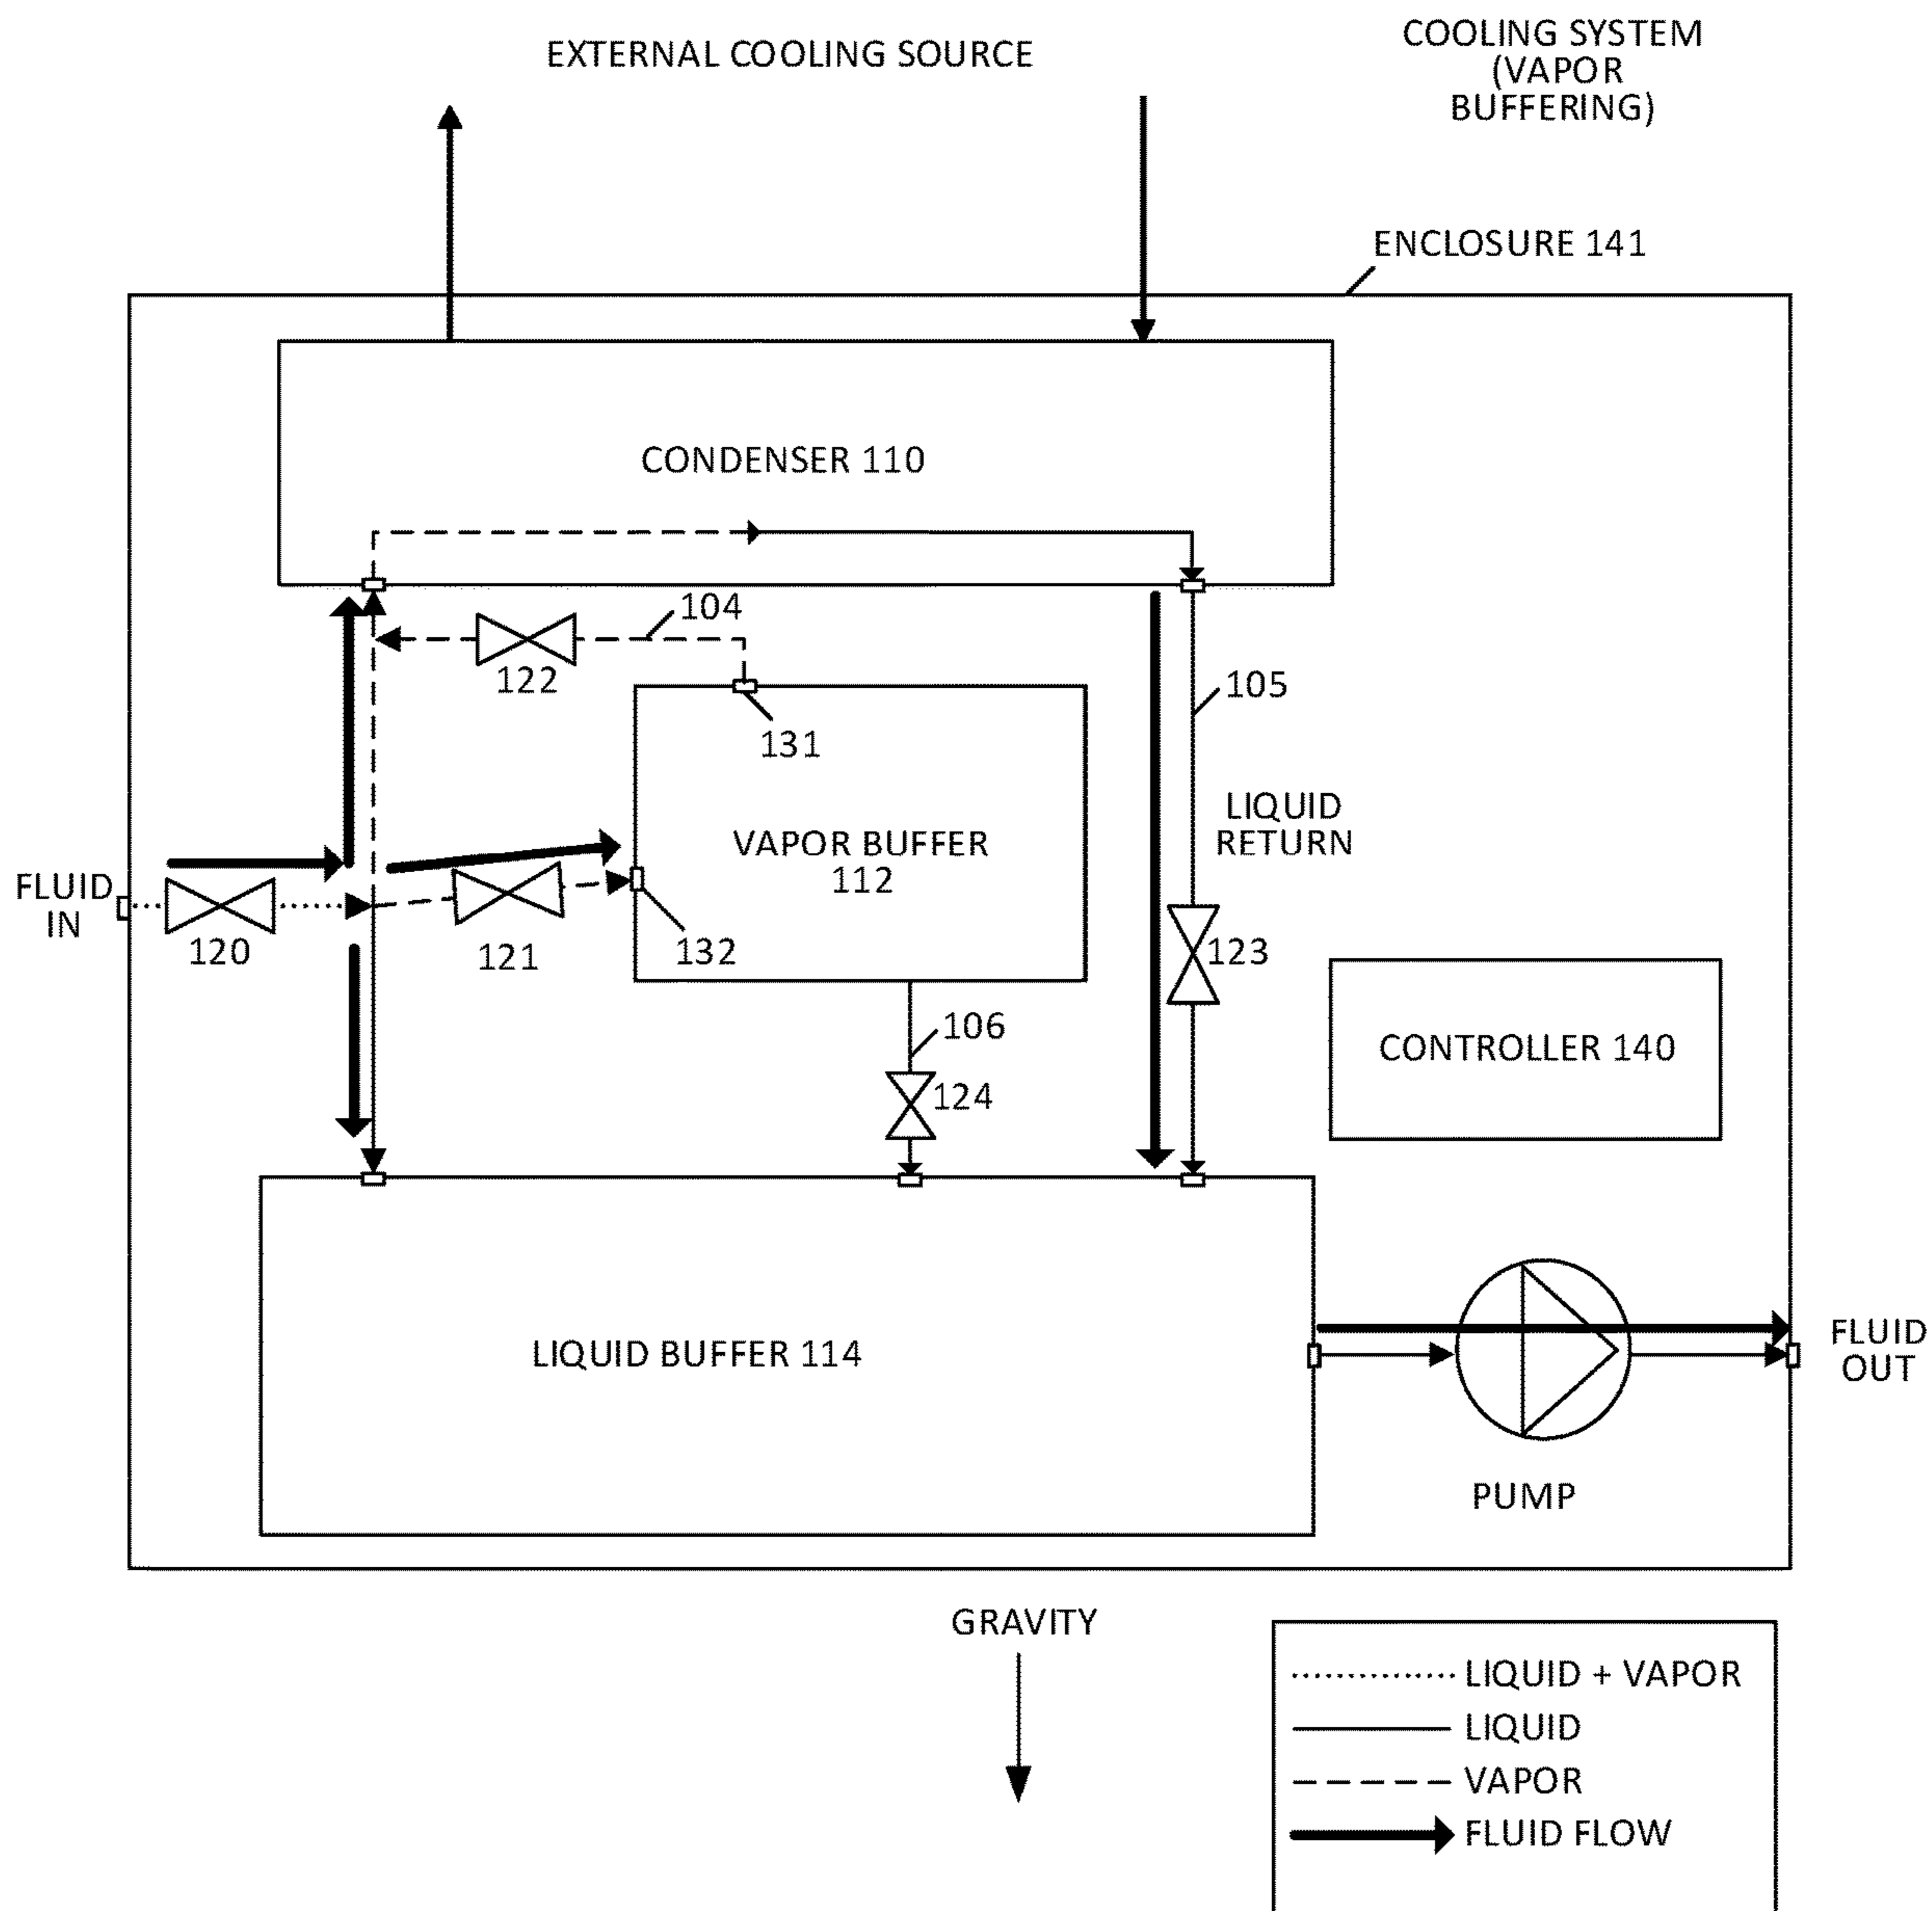 EXTERNAL COOLING SOURCE
COOLING SYSTEM
(VAPOR
BUFFERING)
ENCLOSURE 141
CONDENSER 110
104
122
105
131
LIQUID
RETURN
VAPOR BUFFER
112
FLUID
IN
120
121
132
123
106
CONTROLLER 140
124
LIQUID BUFFER 114
FLUID
OUT
PUMP
GRAVITY
LIQUID + VAPOR
LIQUID
VAPOR
FLUID FLOW